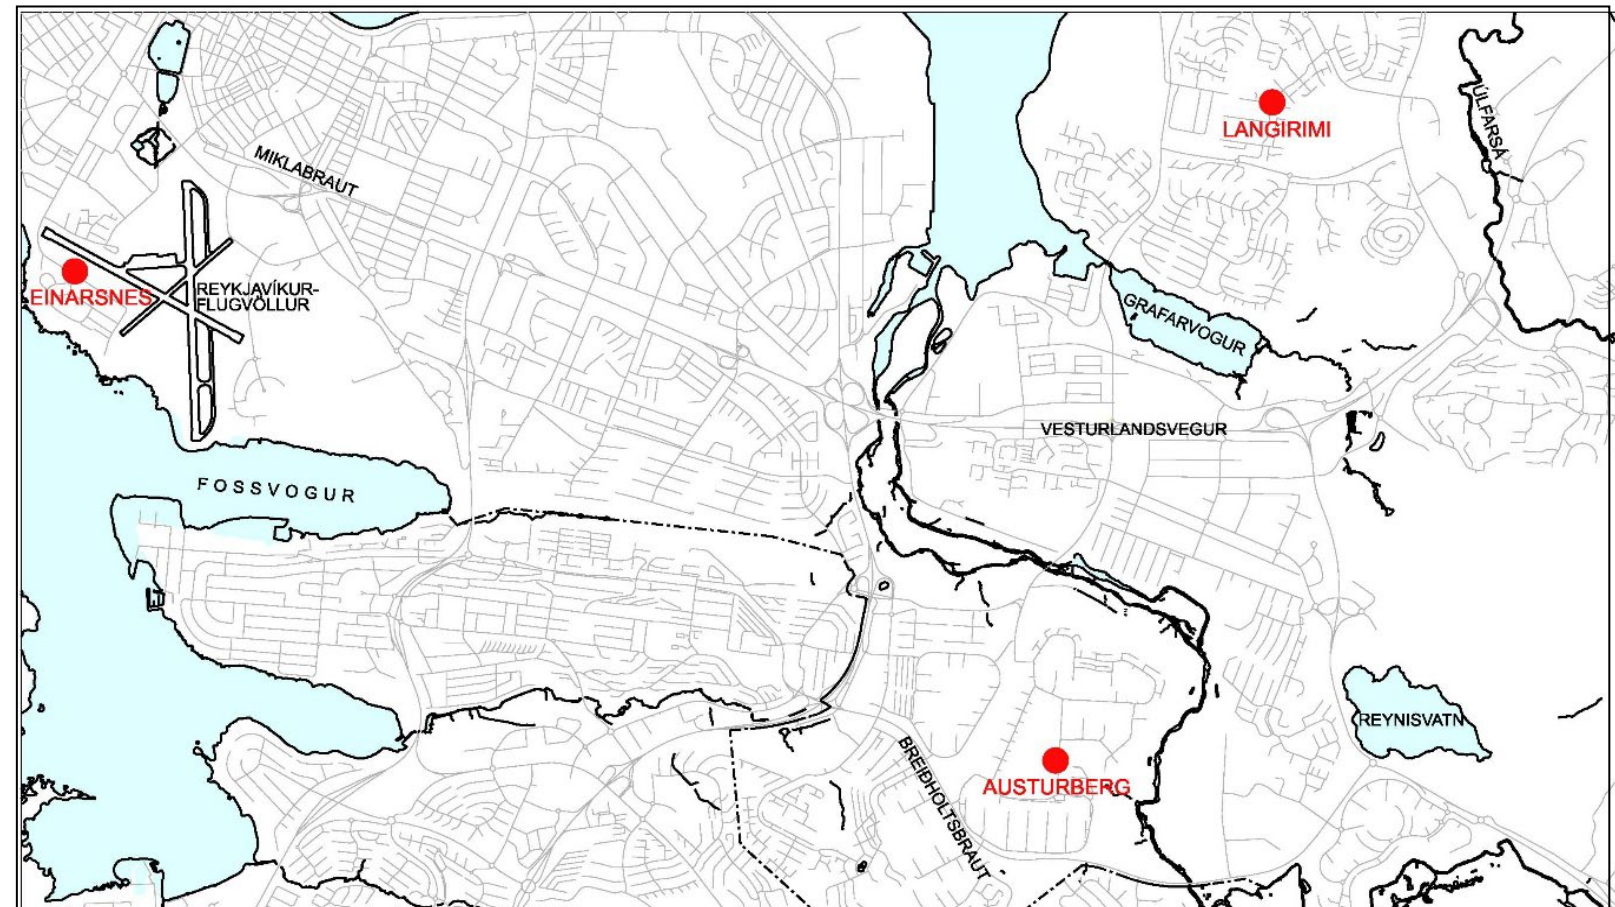 LANGIRIMI
ÚLFARSÁ
MIKLABRAUT
EINARSNES
REYKJAVÍKUR-
FLUGVÖLLUR
GRAFARVOGUR
VESTURLANDSVEGUR
FOSSVOGUR
REYNISVATN
BREIÐHOLTSBRAUT
AUSTURBERG